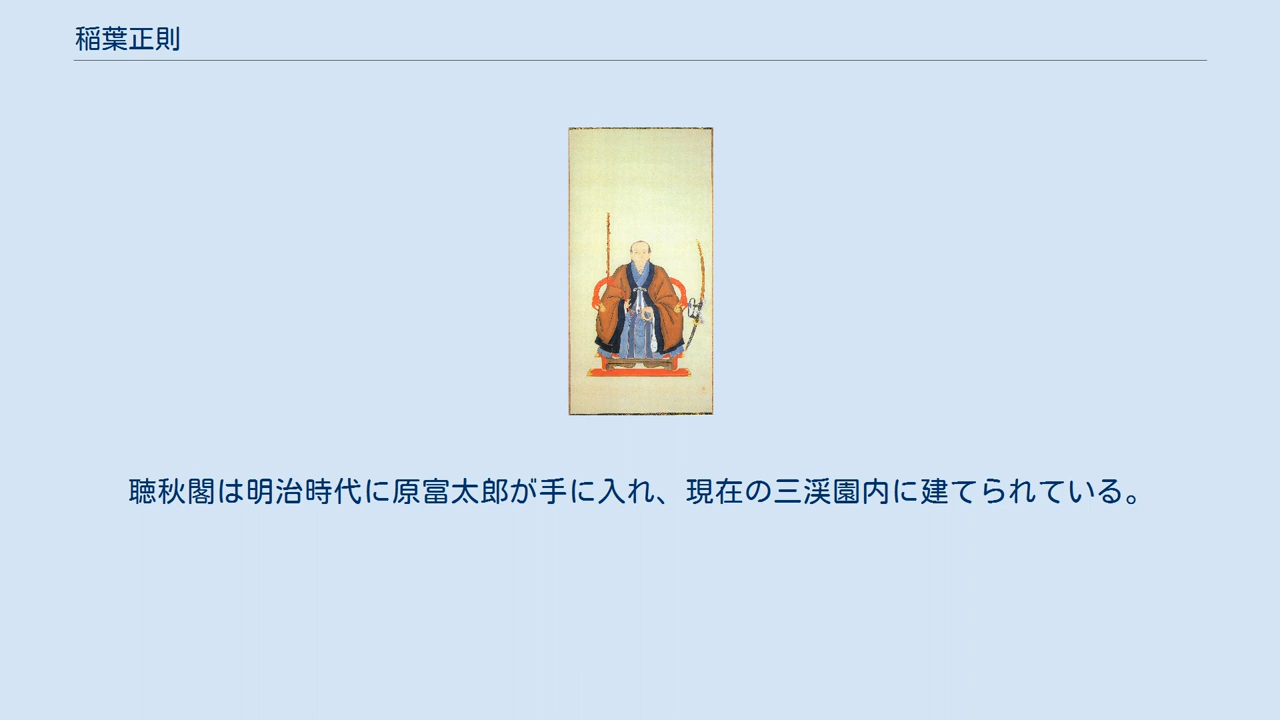 稲葉正則
聴秋閣は明治時代に原富太郎が手に入れ、現在の三渓園内に建てられている。